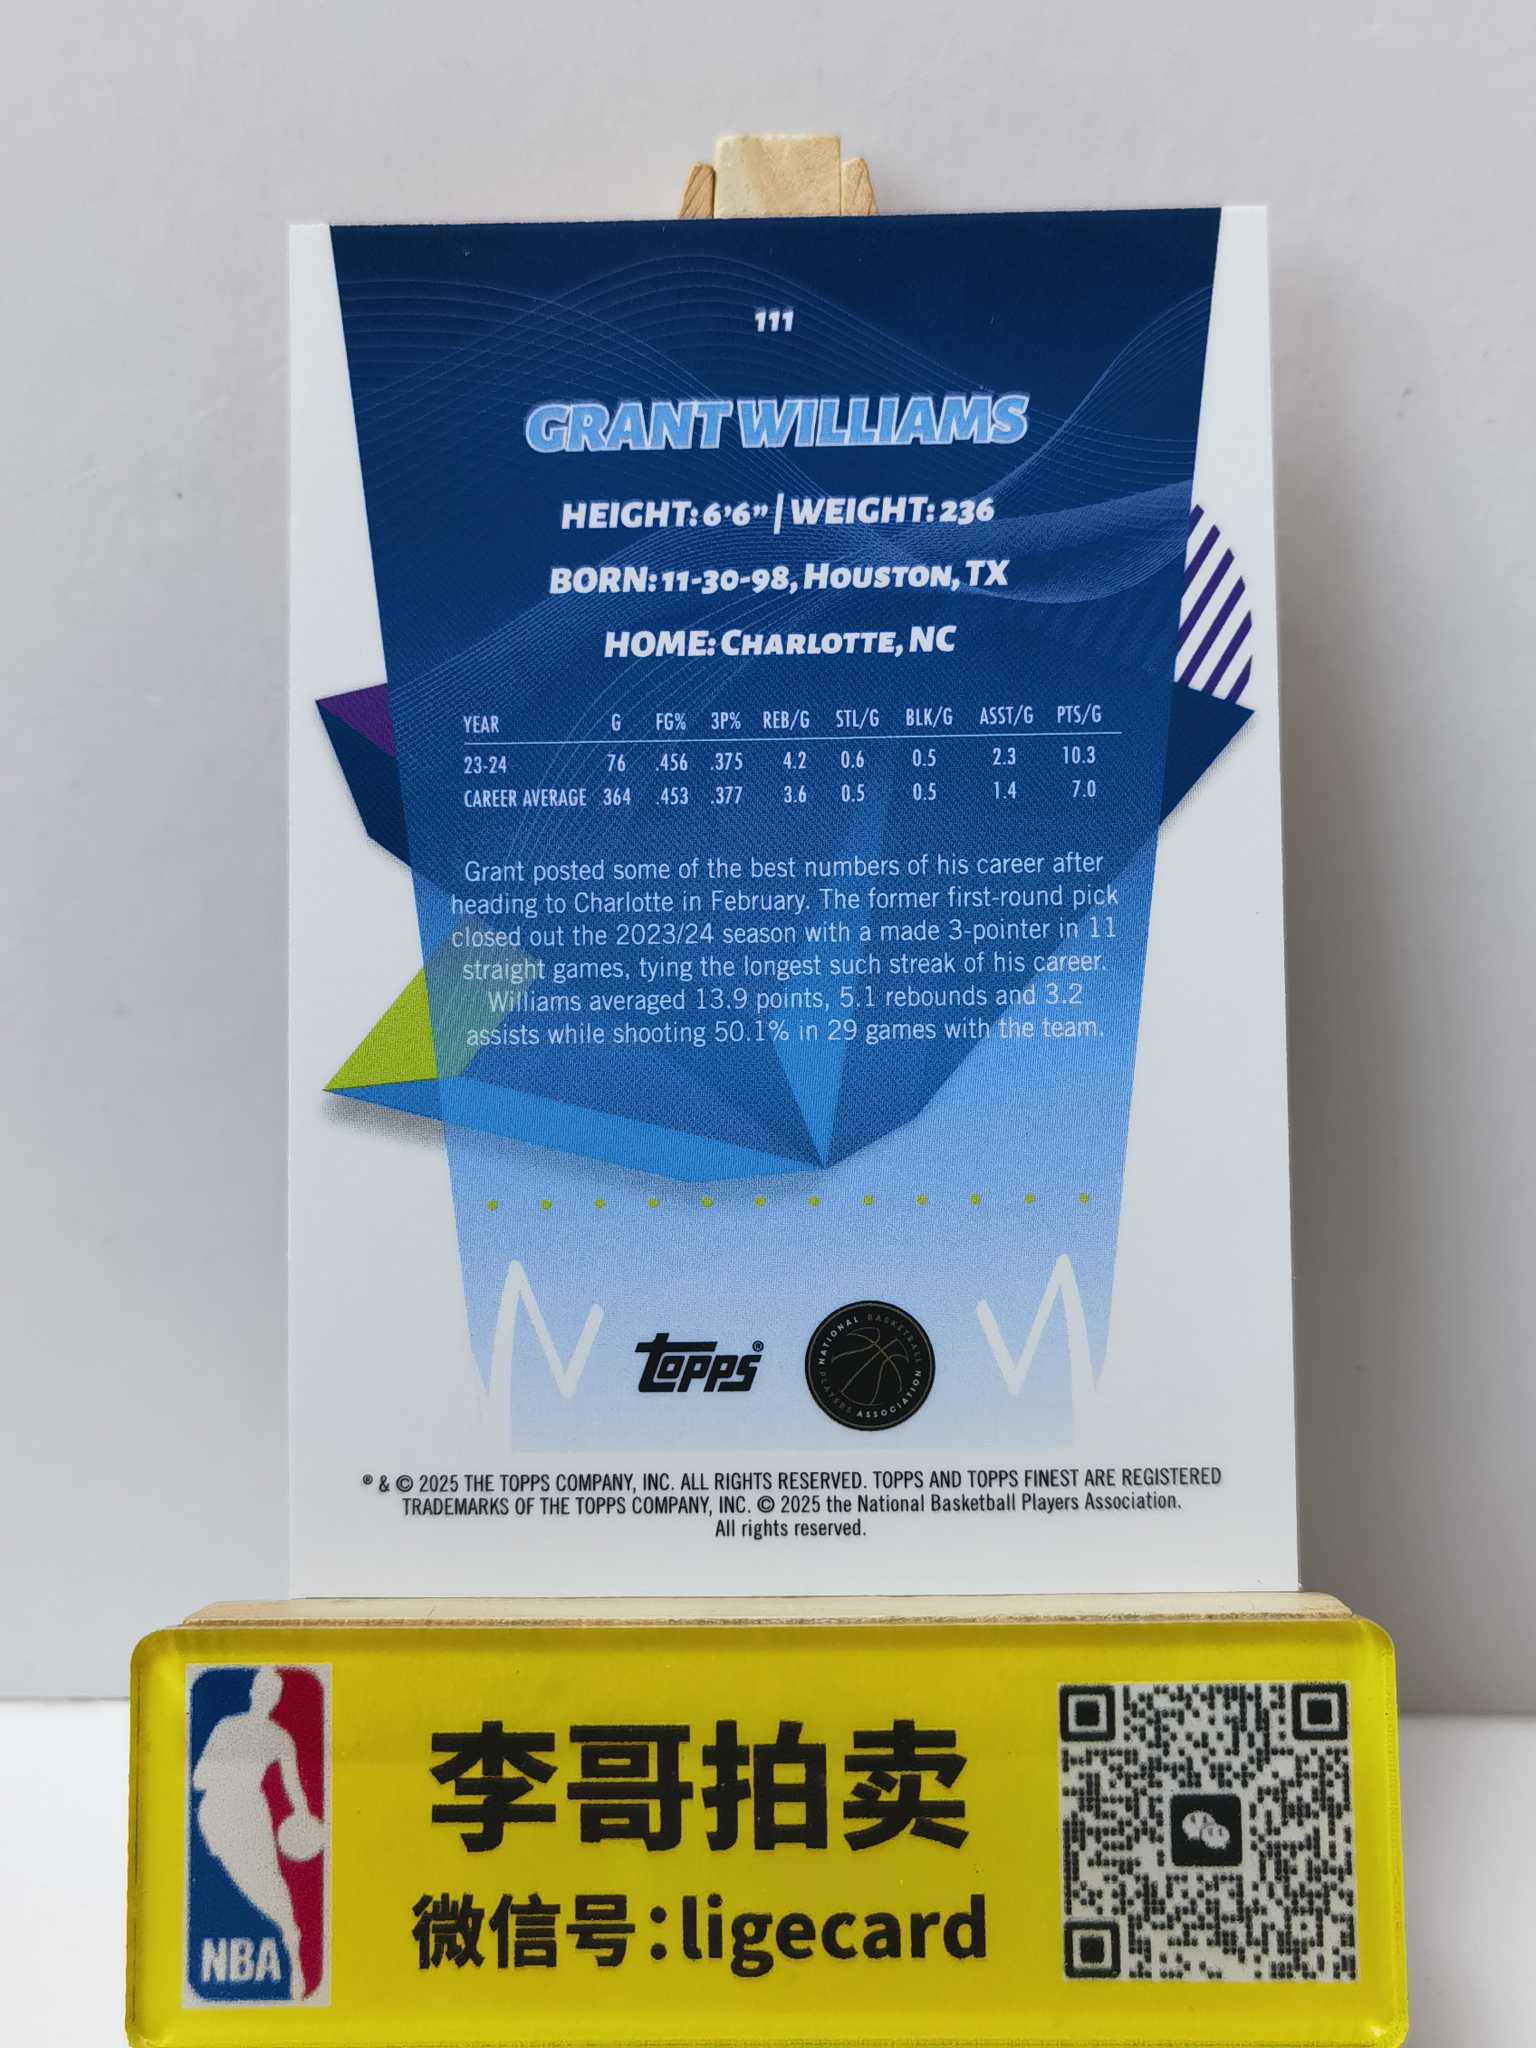 111
GRANT WILLIAMS
HEIGHT: 6'6" | WEIGHT: 236
BORN: 11-30-98, HOUSTON, TX
HOME: CHARLOTTE, NC
YEAR G FG% 3P% REB/G STL/G BLK/G ASST/G PTS/G
23-24 76 .456 .375 4.2 0.6 0.5 2.3 10.3
CAREER AVERAGE 364 .453 .377 3.6 0.5 0.5 1.4 7.0
Grant posted some of the best numbers of his career after
heading to Charlotte in February. The former first-round pick
closed out the 2023/24 season with a made 3-pointer in 11
straight games, tying the longest such streak of his career.
Williams averaged 13.9 points, 5.1 rebounds and 3.2
assists while shooting 50.1% in 29 games with the team.
topps®
NATIONAL BASKETBALL PLAYERS ASSOCIATION
® & © 2025 THE TOPPS COMPANY, INC. ALL RIGHTS RESERVED. TOPPS AND TOPPS FINEST ARE REGISTERED
TRADEMARKS OF THE TOPPS COMPANY, INC. © 2025 the National Basketball Players Association.
All rights reserved.
NBA
李哥拍卖
微信号:ligecard